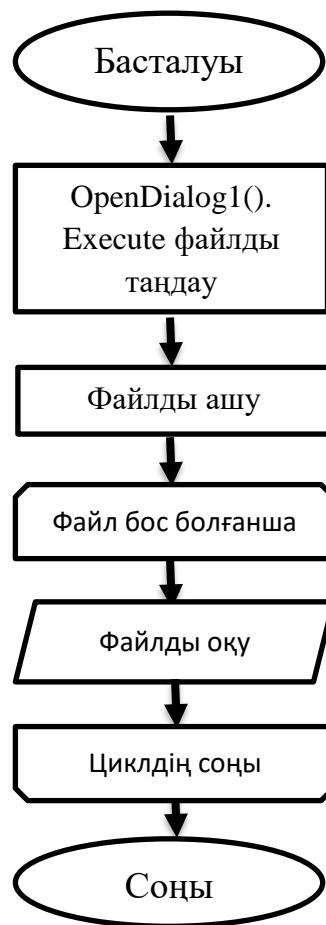 Басталуы
OpenDialog1().
Execute файлды
таңдау
Файлды ашу
Файл бос болғанша
Файлды оқу
Циклдің соңы
Соңы